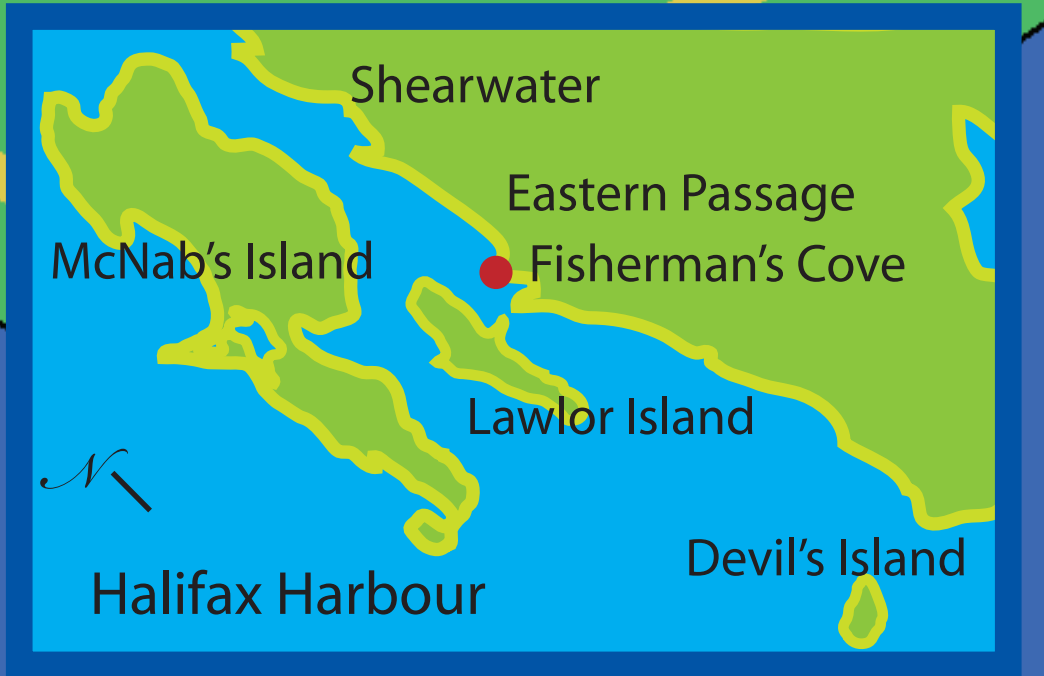 Shearwater
Eastern Passage
McNab's Island
Fisherman's Cove
Lawlor Island
N
Devil's Island
Halifax Harbour